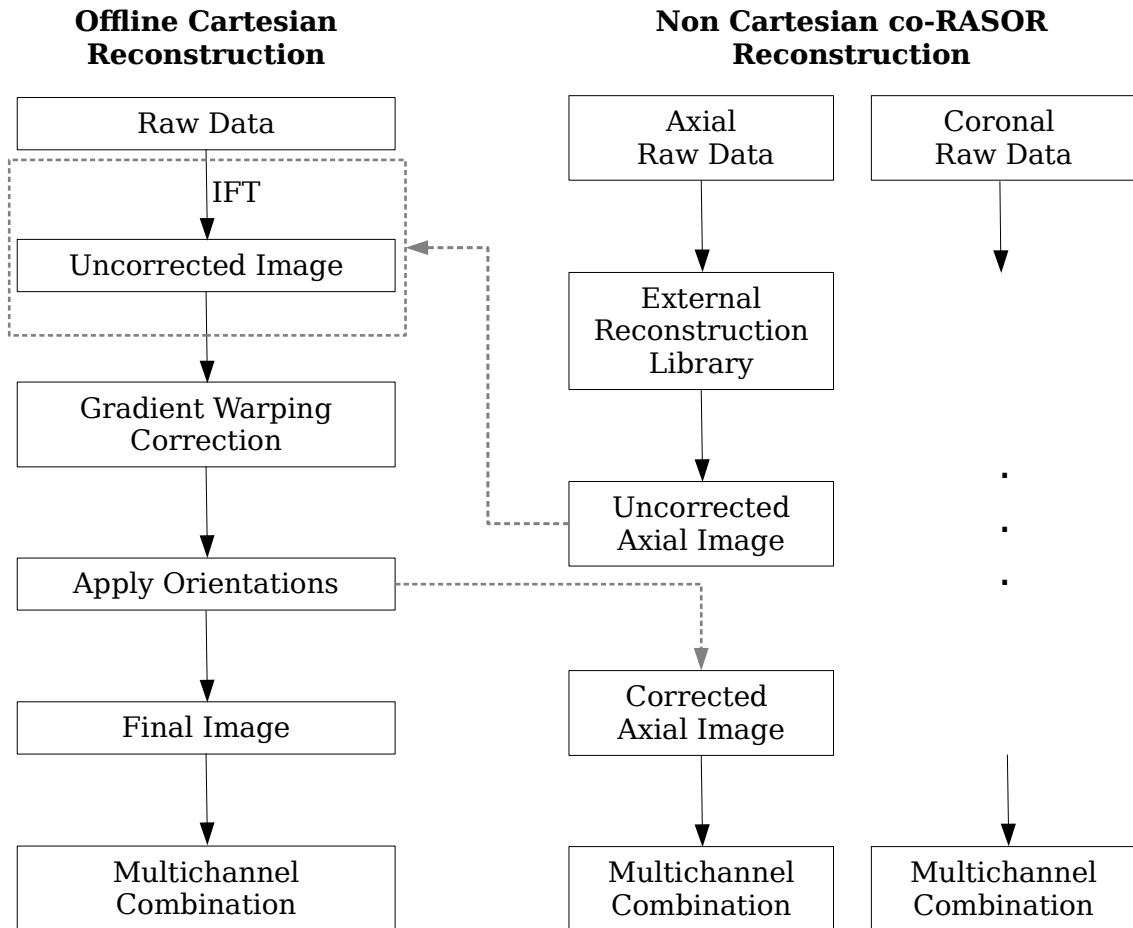 Offline Cartesian
Reconstruction
Raw Data
IFT
Uncorrected Image
Gradient Warping
Correction
Apply Orientations
Final Image
Multichannel
Combination
Non Cartesian co-RASOR
Reconstruction
Axial
Raw Data
External
Reconstruction
Library
Uncorrected
Axial Image
Corrected
Axial Image
Multichannel
Combination
Coronal
Raw Data
.
.
.
Multichannel
Combination